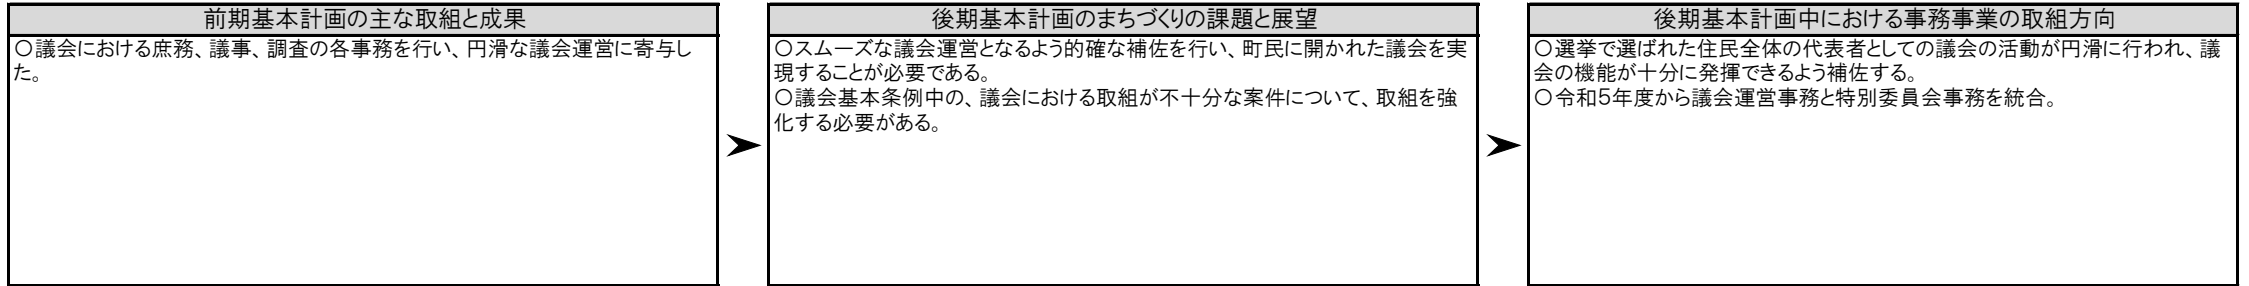 前期基本計画の主な取組と成果
〇議会における庶務、議事、調査の各事務を行い、円滑な議会運営に寄与し
た。
後期基本計画のまちづくりの課題と展望
〇スムーズな議会運営となるよう的確な補佐を行い、町民に開かれた議会を実
現することが必要である。
〇議会基本条例中の、議会における取組が不十分な案件について、取組を強
化する必要がある。
後期基本計画中における事務事業の取組方向
〇選挙で選ばれた住民全体の代表者としての議会の活動が円滑に行われ、議
会の機能が十分に発揮できるよう補佐する。
〇令和5年度から議会運営事務と特別委員会事務を統合。